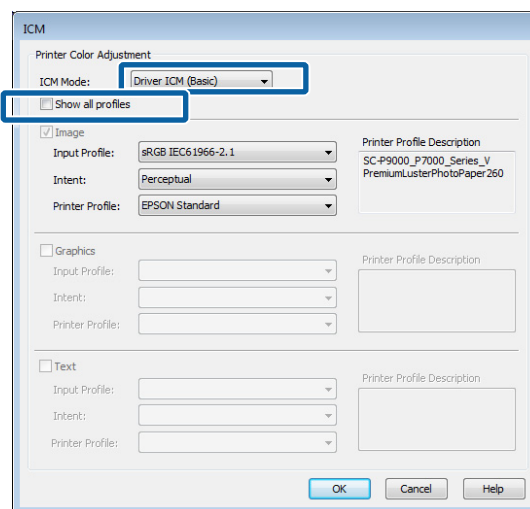 ICM
Printer Color Adjustment
ICM Mode: Driver ICM (Basic)
Show all profiles
Image
Input Profile: sRGB IEC61966-2.1
Intent: Perceptual
Printer Profile: EPSON Standard
Printer Profile Description
SC-P9000_P7000_Series_V
PremiumLusterPhotoPaper260
Graphics
Input Profile:
Intent:
Printer Profile:
Printer Profile Description
Text
Input Profile:
Intent:
Printer Profile:
Printer Profile Description
OK Cancel Help